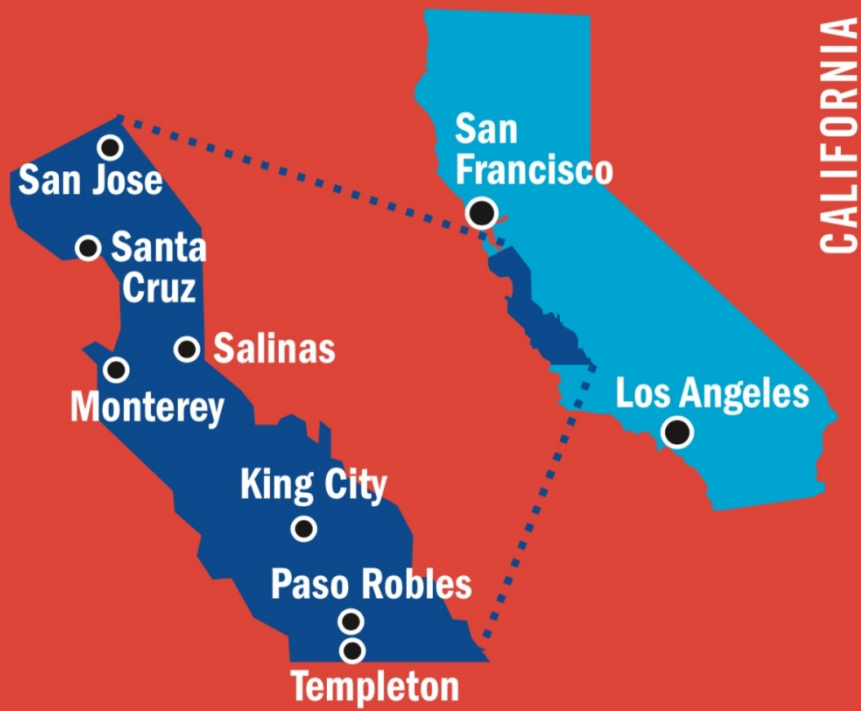 CALIFORNIA
San
Francisco
Los Angeles
San Jose
Santa
Cruz
Salinas
Monterey
King City
Paso Robles
Templeton